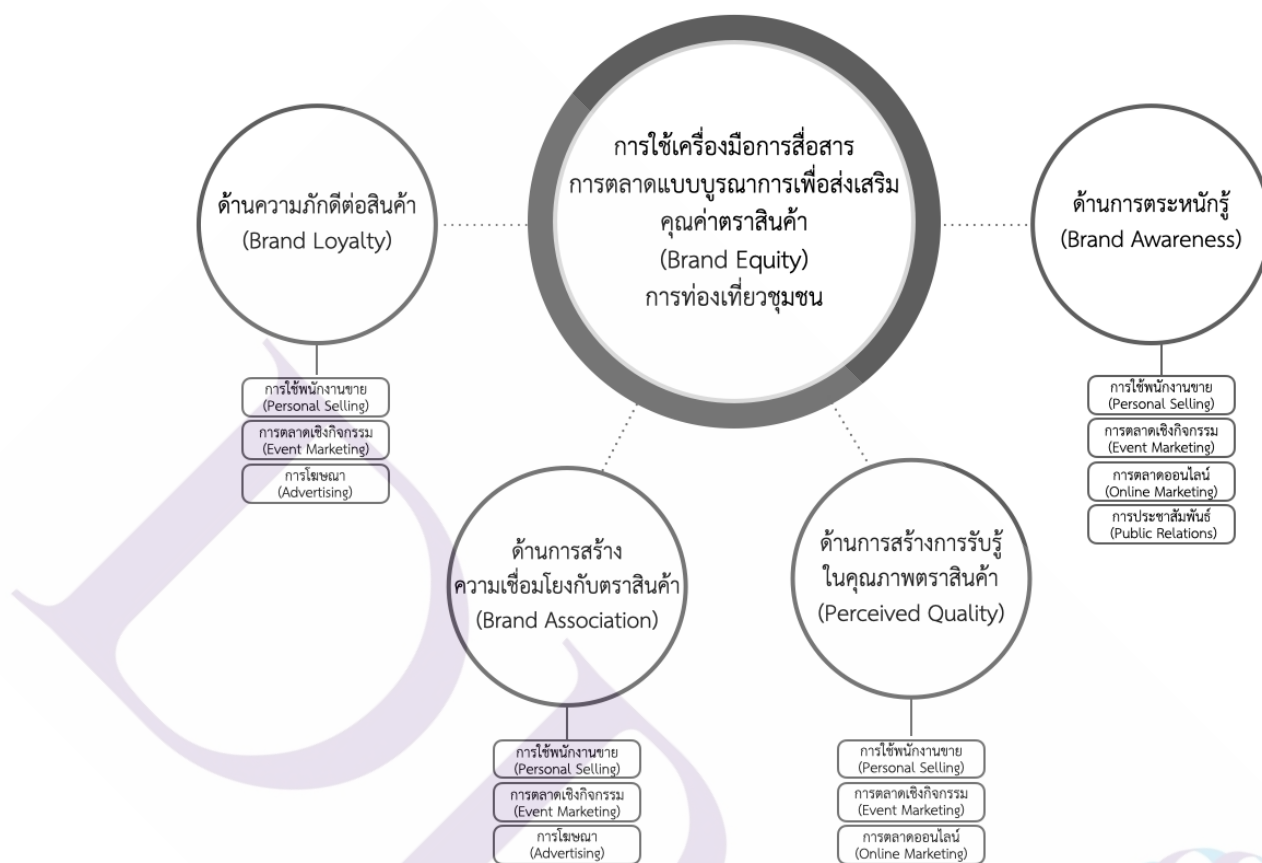 การใช้เครื่องมือการสื่อสาร
การตลาดแบบบูรณาการเพื่อส่งเสริม
คุณค่าตราสินค้า
(Brand Equity)
การท่องเที่ยวชุมชน
ด้านความภักดีต่อสินค้า
(Brand Loyalty)
การใช้พนักงานขาย
(Personal Selling)
การตลาดเชิงกิจกรรม
(Event Marketing)
การโฆษณา
(Advertising)
ด้านการสร้าง
ความเชื่อมโยงกับตราสินค้า
(Brand Association)
การใช้พนักงานขาย
(Personal Selling)
การตลาดเชิงกิจกรรม
(Event Marketing)
การโฆษณา
(Advertising)
ด้านการสร้างการรับรู้
ในคุณภาพตราสินค้า
(Perceived Quality)
การใช้พนักงานขาย
(Personal Selling)
การตลาดเชิงกิจกรรม
(Event Marketing)
การตลาดออนไลน์
(Online Marketing)
ด้านการตระหนักรู้
(Brand Awareness)
การใช้พนักงานขาย
(Personal Selling)
การตลาดเชิงกิจกรรม
(Event Marketing)
การตลาดออนไลน์
(Online Marketing)
การประชาสัมพันธ์
(Public Relations)